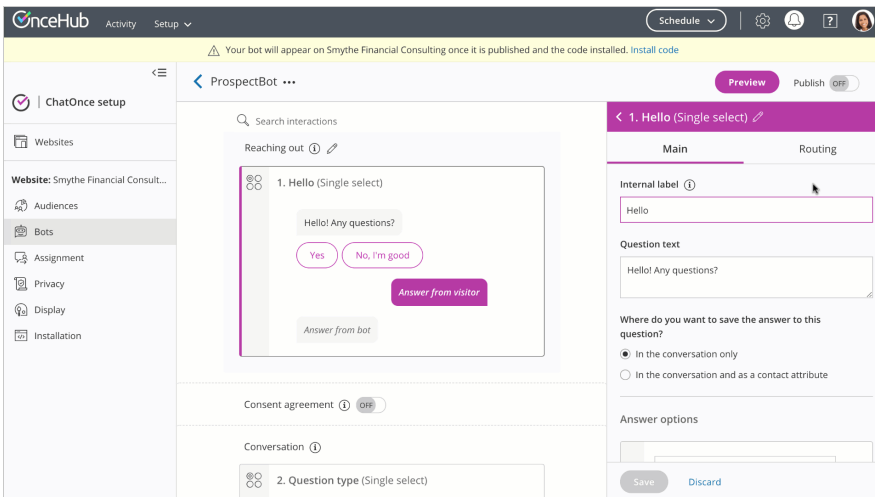 OnceHub Activity Setup Schedule ?
Your bot will appear on Smythe Financial Consulting once it is published and the code installed. Install code
ChatOnce setup
Websites
Website: Smythe Financial Consult...
Audiences
Bots
Assignment
Privacy
Display
Installation
ProspectBot ••• Preview Publish OFF
Search interactions
Reaching out
1. Hello (Single select)
Hello! Any questions?
Yes No, I'm good
Answer from visitor
Answer from bot
Consent agreement OFF
Conversation
2. Question type (Single select)
1. Hello (Single select)
Main Routing
Internal label
Hello
Question text
Hello! Any questions?
Where do you want to save the answer to this
question?
In the conversation only
In the conversation and as a contact attribute
Answer options
Save Discard